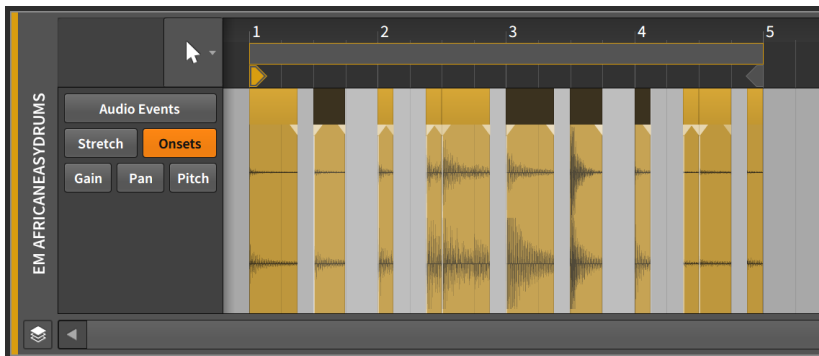 1 2 3 4 5
EM AFRICANEASYDRUMS
Audio Events
Stretch Onsets
Gain Pan Pitch